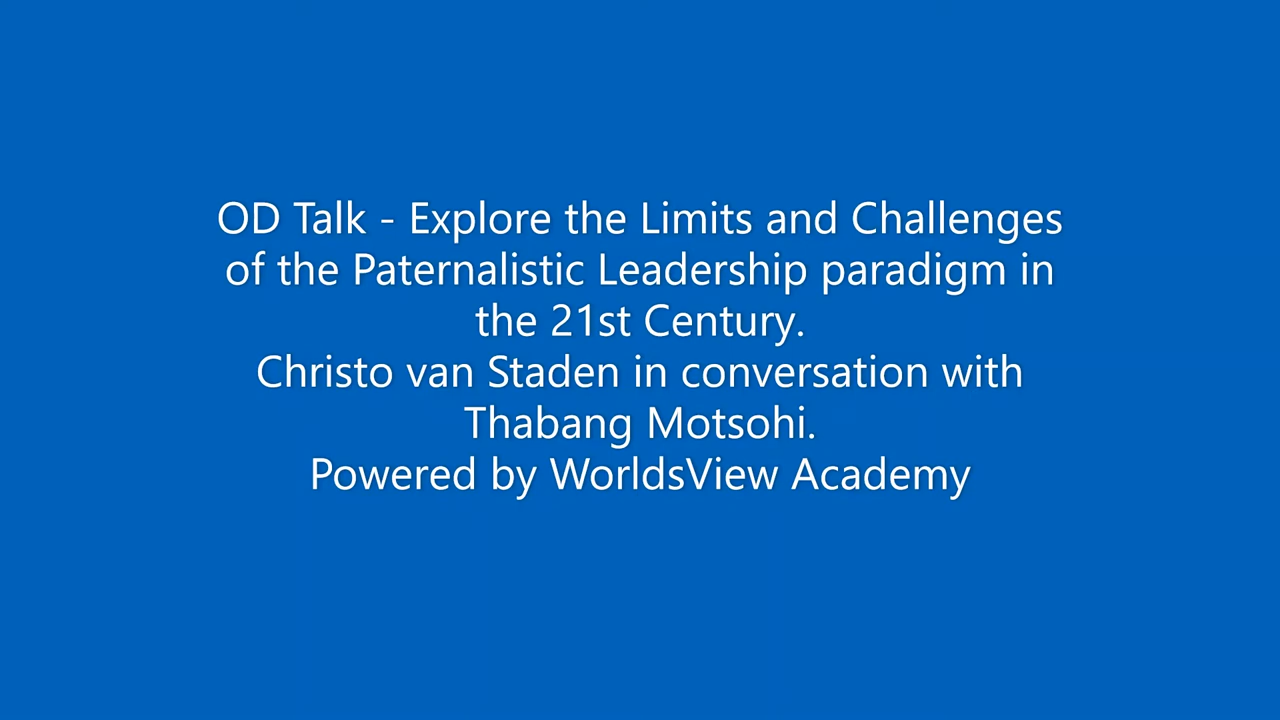 OD Talk - Explore the Limits and Challenges
of the Paternalistic Leadership paradigm in
the 21st Century.
Christo van Staden in conversation with
Thabang Motsohi.
Powered by WorldsView Academy